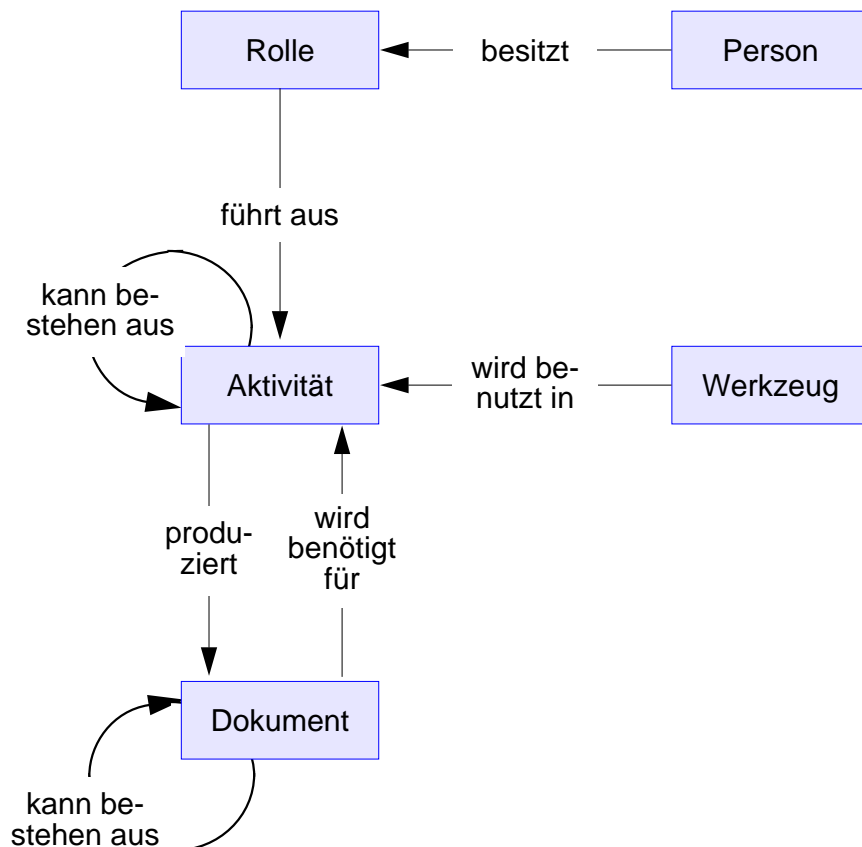 Rolle
besitzt
Person
führt aus
kann be-
stehen aus
Aktivität
wird be-
nutzt in
Werkzeug
produ-
ziert
wird
benötigt
für
Dokument
kann be-
stehen aus